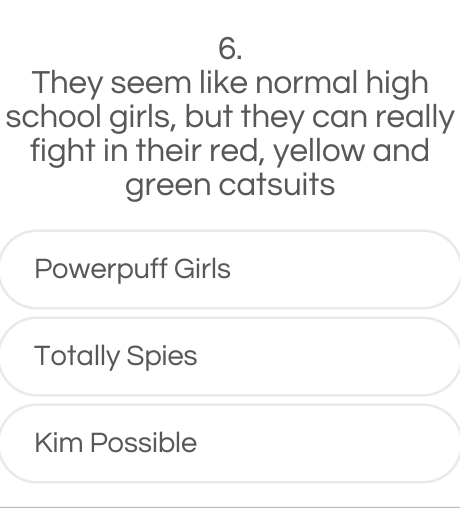 6.
They seem like normal high
school girls, but they can really
fight in their red, yellow and
green catsuits
Powerpuff Girls
Totally Spies
Kim Possible